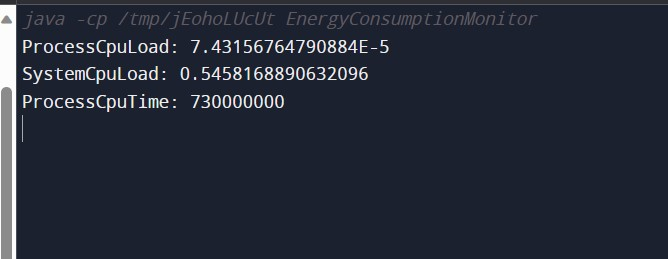 java -cp /tmp/jEohoLUcUt EnergyConsumptionMonitor
ProcessCpuLoad: 7.43156764790884E-5
SystemCpuLoad: 0.5458168890632096
ProcessCpuTime: 730000000